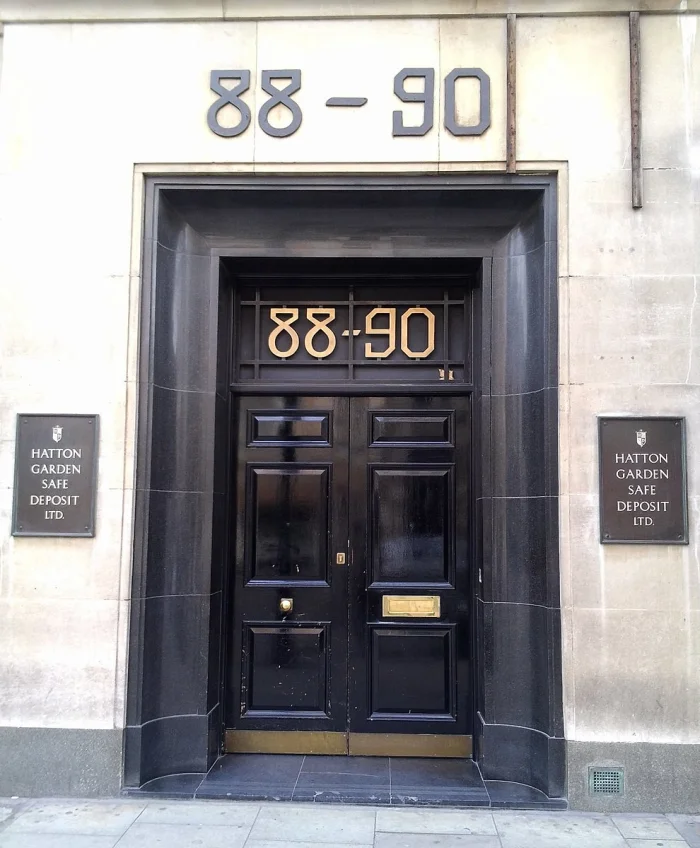 88 - 90
88-90
HATTON
GARDEN
SAFE
DEPOSIT
LTD.
HATTON
GARDEN
SAFE
DEPOSIT
LTD.